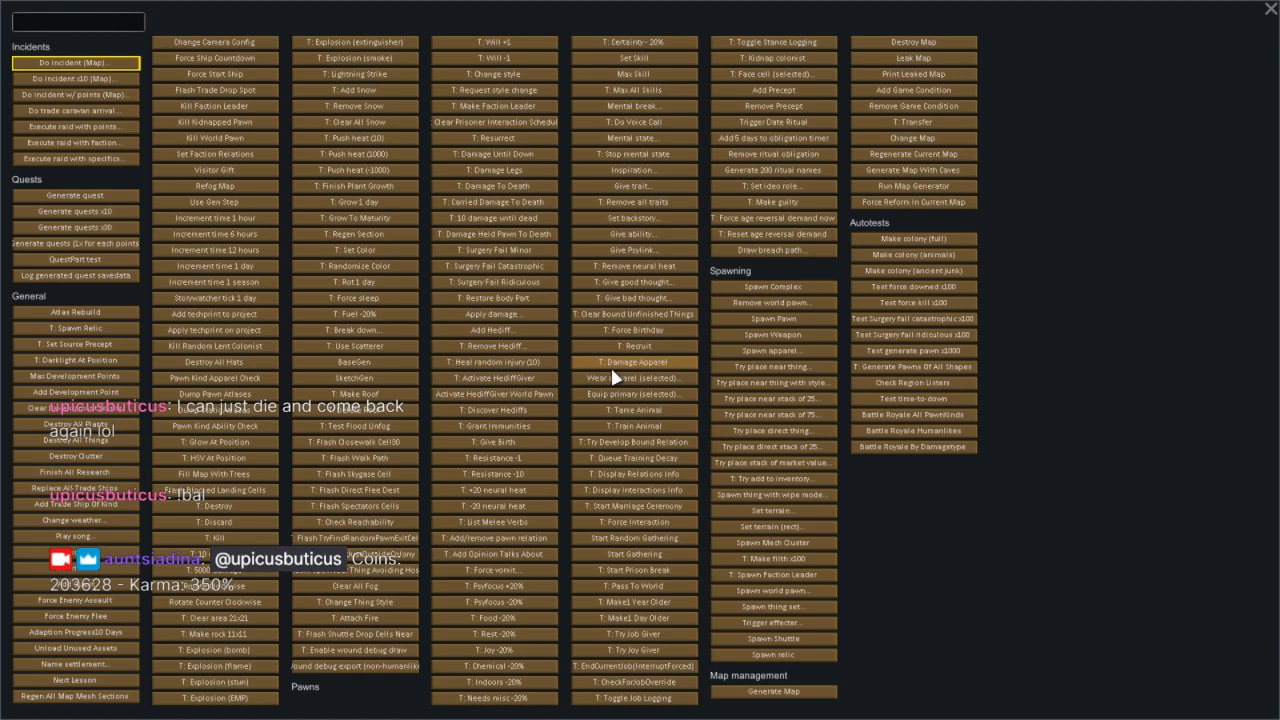 Incidents
Do incident (Map)...
Do incident x10 (Map)...
Do incident w/ points (Map)...
Do trade caravan arrival...
Execute raid with points...
Execute raid with faction...
Execute raid with specifics...
Quests
Generate quest
Generate quests x10
Generate quests x30
Generate quests (1x for each points
QuestPart test
Log generated quest savedata
General
Atlas Rebuild
T: Spawn Relic
T: Set Source Precept
T: Darklight At Position
Max Development Points
Add Development Point
Destroy All Plants
Destroy All Things
Destroy Clutter
Finish All Research
Replace All Trade Ships
Add Trade Ship Of Kind
Change weather...
Play song...
Force Enemy Assault
Force Enemy Flee
Adaption Progress10 Days
Unload Unused Assets
Name settlement...
Next Lesson
Regen All Map Mesh Sections
Change Camera Config
Force Ship Countdown
Force Start Ship
Flash Trade Drop Spot
Kill Faction Leader
Kill Kidnapped Pawn
Kill World Pawn
Set Faction Relations
Visitor Gift
Refog Map
Use Gen Step
Increment time 1 hour
Increment time 6 hours
Increment time 12 hours
Increment time 1 day
Increment time 1 season
Storywatcher tick 1 day
Add techprint to project
Apply techprint on project
Kill Random Lent Colonist
Destroy All Hats
Pawn Kind Apparel Check
Dump Pawn Atlases
Pawn Kind Ability Check
T: Glow At Position
T: HSV At Position
Fill Map With Trees
Flash Blocked Landing Cells
T: Destroy
T: Discard
T: Kill
Rotate Counter Clockwise
T: Clear area 21x21
T: Make rock 11x11
T: Explosion (bomb)
T: Explosion (flame)
T: Explosion (stun)
T: Explosion (EMP)
T: Explosion (extinguisher)
T: Explosion (smoke)
T: Lightning Strike
T: Add Snow
T: Remove Snow
T: Clear All Snow
T: Push heat (10)
T: Push heat (1000)
T: Push heat (-1000)
T: Finish Plant Growth
T: Grow 1 day
T: Grow To Maturity
T: Regen Section
T: Set Color
T: Randomize Color
T: Rot 1 day
T: Force sleep
T: Fuel -20%
T: Break down...
T: Use Scatterer
BaseGen
SketchGen
T: Make Roof
T: Test Flood Unfog
T: Flash Closewalk Cell30
T: Flash Walk Path
T: Flash Skygaze Cell
T: Flash Direct Flee Dest
T: Flash Spectators Cells
T: Check Reachability
T: Flash TryFindRandomPawnExitCel
Clear All Fog
T: Change Thing Style
T: Attach Fire
T: Flash Shuttle Drop Cells Near
T: Enable wound debug draw
Wound debug export (non-humanlik
Pawns
T: Will +1
T: Will -1
T: Change style
T: Request style change
T: Make Faction Leader
: Clear Prisoner Interaction Schedul
T: Resurrect
T: Damage Until Down
T: Damage Legs
T: Damage To Death
T: Carried Damage To Death
T: 10 damage until dead
T: Damage Held Pawn To Death
T: Surgery Fail Minor
T: Surgery Fail Catastrophic
T: Surgery Fail Ridiculous
T: Restore Body Part
Apply damage...
Add Hediff...
Remove Hediff...
T: Heal random injury (10)
T: Activate HediffGiver
Activate HediffGiver World Pawn
T: Discover Hediffs
T: Grant Immunities
T: Give Birth
T: Resistance -1
T: Resistance -10
T: +20 neural heat
T: -20 neural heat
T: List Melee Verbs
T: Add/remove pawn relation
T: Add Opinion Talks About
T: Force vomit...
T: Psyfocus +20%
T: Psyfocus -20%
T: Food -20%
T: Rest -20%
T: Joy -20%
T: Chemical -20%
T: Indoors -20%
T: Needs misc -20%
T: Certainty - 20%
Set Skill
Max Skill
T: Max All Skills
Mental break...
T: Do Voice Call
Mental state...
T: Stop mental state
Inspiration...
Give trait...
T: Remove all traits
Set backstory...
Give ability...
Give Psylink...
T: Remove neural heat
T: Give good thought...
T: Give bad thought...
T: Clear Bound Unfinished Things
T: Force Birthday
T: Recruit
T: Damage Apparel
Wear apparel (selected)...
Equip primary (selected)...
T: Tame Animal
T: Train Animal
T: Try Develop Bound Relation
T: Queue Training Decay
T: Display Relations Info
T: Display Interactions Info
T: Start Marriage Ceremony
T: Force Interaction
Start Random Gathering
Start Gathering
T: Start Prison Break
T: Pass To World
T: Make1 Year Older
T: Make1 Day Older
T: Try Job Giver
T: Try Joy Giver
T: EndCurrentJob(InterruptForced)
T: CheckForJobOverride
T: Toggle Job Logging
T: Toggle Stance Logging
T: Kidnap colonist
T: Face cell (selected)...
Add Precept
Remove Precept
Trigger Date Ritual
Add 5 days to obligation timer
Remove ritual obligation
Generate 200 ritual names
T: Set ideo role...
T: Make guilty
T: Force age reversal demand now
T: Reset age reversal demand
Draw breach path...
Spawning
Spawn Complex
Remove world pawn...
Spawn Pawn
Spawn Weapon
Spawn apparel...
Try place near thing...
Try place near thing with style...
Try place near stack of 25...
Try place near stack of 75...
Try place direct thing...
Try place direct stack of 25...
Try place stack of market value...
T: Try add to inventory...
Spawn thing with wipe mode...
Set terrain...
Set terrain (rect)...
Spawn Mech Cluster
T: Make filth x100
T: Spawn Faction Leader
Spawn world pawn...
Spawn thing set...
Trigger effecter...
Spawn Shuttle
Spawn relic
Map management
Generate Map
Destroy Map
Leak Map
Print Leaked Map
Add Game Condition
Remove Game Condition
T: Transfer
Change Map
Regenerate Current Map
Generate Map With Caves
Run Map Generator
Force Reform In Current Map
Autotests
Make colony (full)
Make colony (animals)
Make colony (ancient junk)
Test force downed x100
Test force kill x100
Test Surgery fail catastrophic x100
Test Surgery fail ridiculous x100
Test generate pawn x1000
T: Generate Pawns Of All Shapes
Check Region Listers
Test time-to-down
Battle Royale All PawnKinds
Battle Royale Humanlikes
Battle Royale By Damagetype
upicusbuticus: I can just die and come back
again lol
upicusbuticus: !bal
auntsiadina: @upicusbuticus Coins:
203628 - Karma: 350%